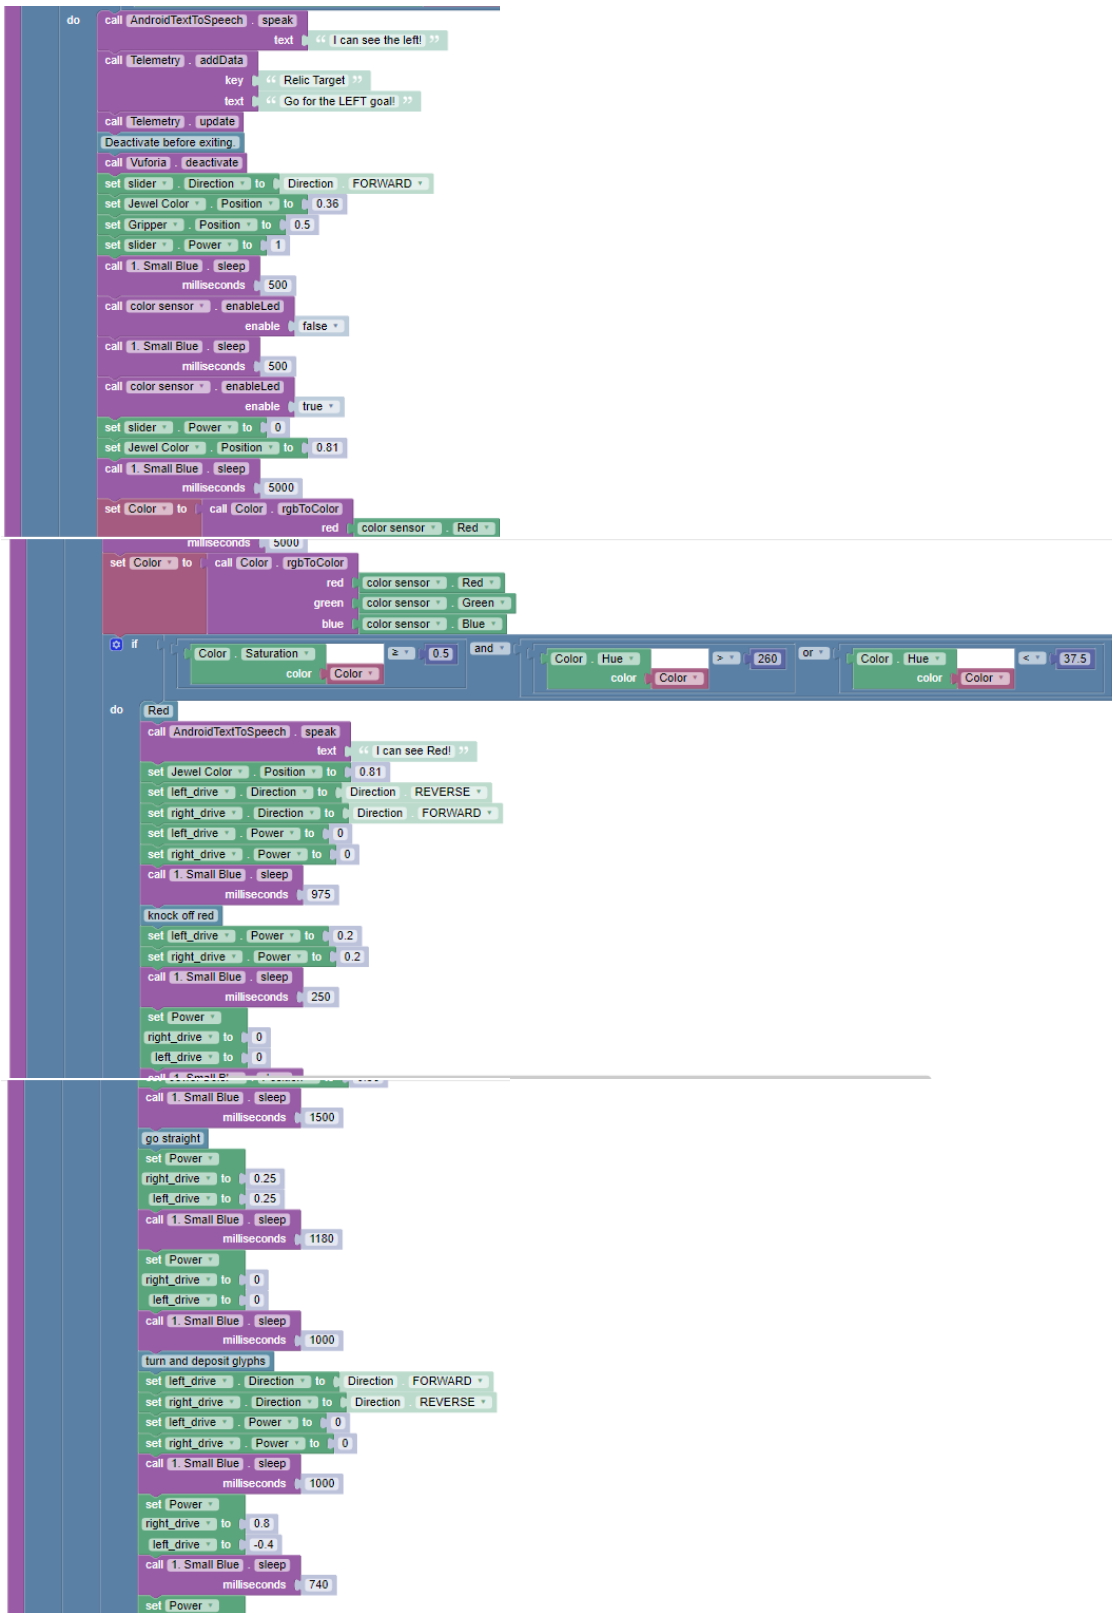 do call AndroidTextToSpeech . speak
text “ I can see the left! ”
call Telemetry . addData
key “ Relic Target ”
text “ Go for the LEFT goal! ”
call Telemetry . update
Deactivate before exiting.
call Vuforia . deactivate
set slider . Direction to Direction FORWARD
set Jewel Color . Position to 0.36
set Gripper . Position to 0.5
set slider . Power to 1
call 1. Small Blue . sleep
milliseconds 500
call color sensor . enableLed
enable false
call 1. Small Blue . sleep
milliseconds 500
call color sensor . enableLed
enable true
set slider . Power to 0
set Jewel Color . Position to 0.81
call 1. Small Blue . sleep
milliseconds 5000
set Color to call Color . rgbToColor
red color sensor . Red
milliseconds 5000
set Color to call Color . rgbToColor
red color sensor . Red
green color sensor . Green
blue color sensor . Blue
if Color . Saturation ≥ 0.5 and Color . Hue > 260 or Color . Hue < 37.5
color Color color Color color Color
do Red
call AndroidTextToSpeech . speak
text “ I can see Red! ”
set Jewel Color . Position to 0.81
set left_drive . Direction to Direction REVERSE
set right_drive . Direction to Direction FORWARD
set left_drive . Power to 0
set right_drive . Power to 0
call 1. Small Blue . sleep
milliseconds 975
knock off red
set left_drive . Power to 0.2
set right_drive . Power to 0.2
call 1. Small Blue . sleep
milliseconds 250
set Power
right_drive to 0
left_drive to 0
call 1. Small Blue . sleep
milliseconds 1500
go straight
set Power
right_drive to 0.25
left_drive to 0.25
call 1. Small Blue . sleep
milliseconds 1180
set Power
right_drive to 0
left_drive to 0
call 1. Small Blue . sleep
milliseconds 1000
turn and deposit glyphs
set left_drive . Direction to Direction FORWARD
set right_drive . Direction to Direction REVERSE
set left_drive . Power to 0
set right_drive . Power to 0
call 1. Small Blue . sleep
milliseconds 1000
set Power
right_drive to 0.8
left_drive to -0.4
call 1. Small Blue . sleep
milliseconds 740
set Power